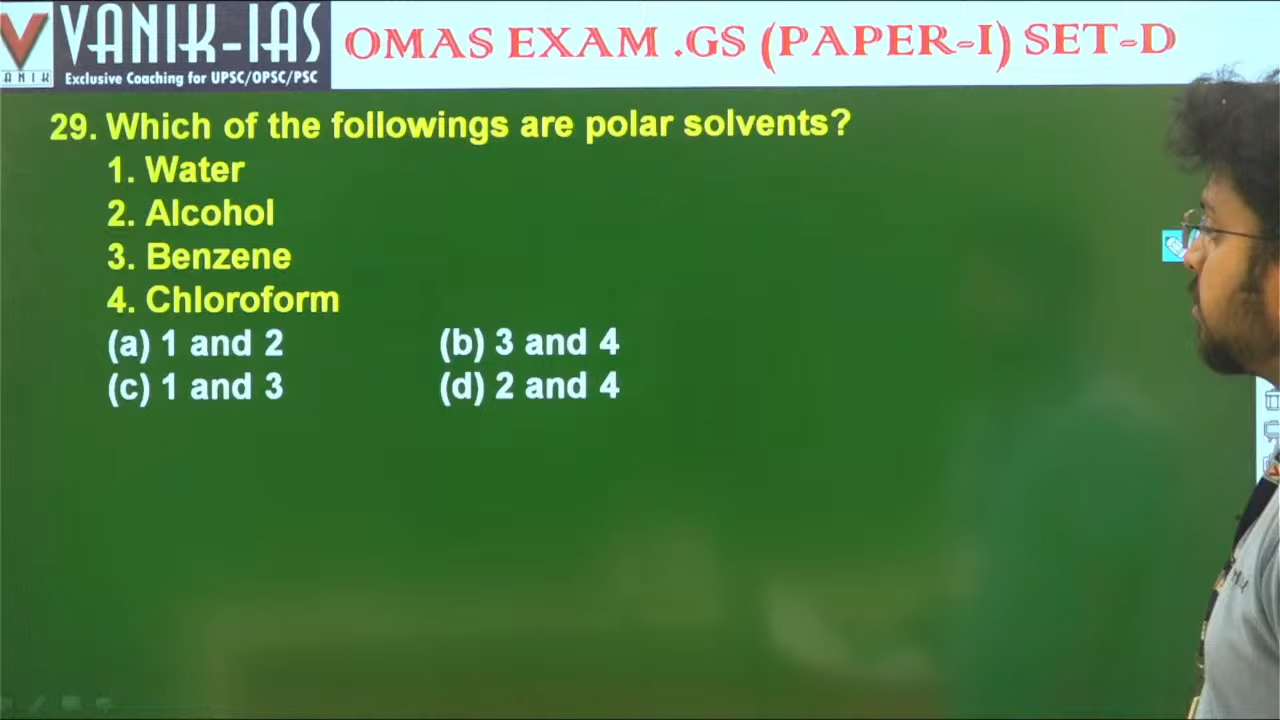 VANIK-IAS
VANIK
Exclusive Coaching for UPSC/OPSC/PSC
OMAS EXAM .GS (PAPER-I) SET-D
29. Which of the followings are polar solvents?
1. Water
2. Alcohol
3. Benzene
4. Chloroform
(a) 1 and 2 (b) 3 and 4
(c) 1 and 3 (d) 2 and 4